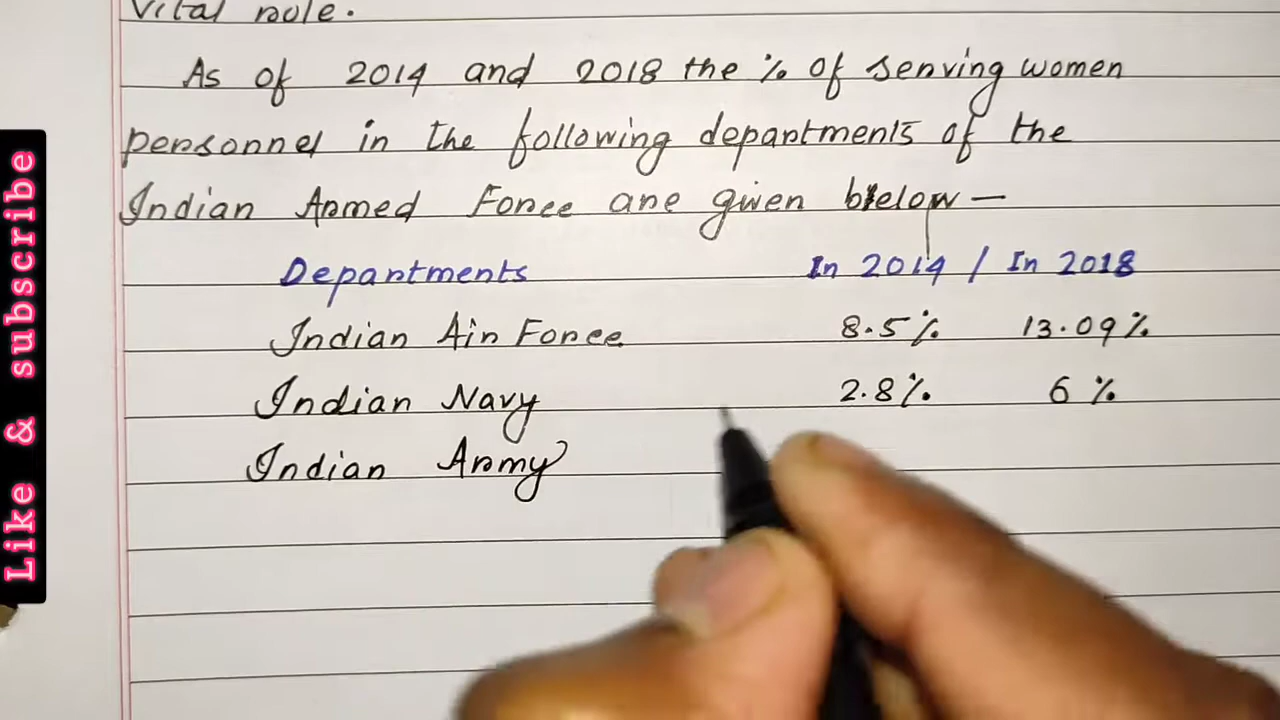 vital role.
As of 2014 and 2018 the % of serving women
personnel in the following departments of the
Indian Armed Force are given below —
Departments In 2014 / In 2018
Indian Air Force 8.5% 13.09%
Indian Navy 2.8% 6 %
Indian Army
Like & subscribe